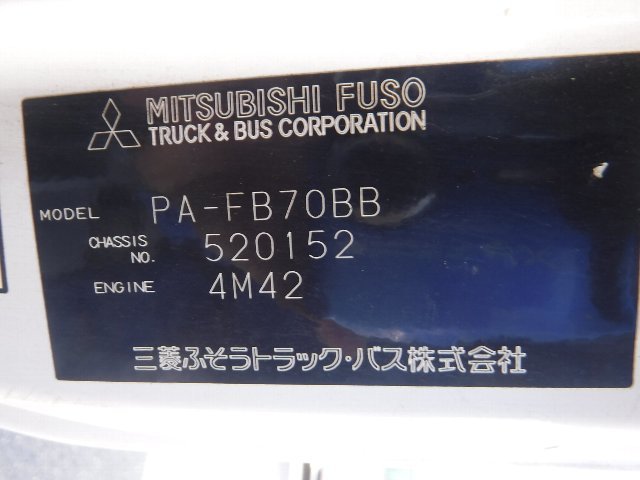 MITSUBISHI FUSO
TRUCK & BUS CORPORATION
MODEL PA-FB70BB
CHASSIS NO. 520152
ENGINE 4M42
三菱ふそうトラック・バス株式会社